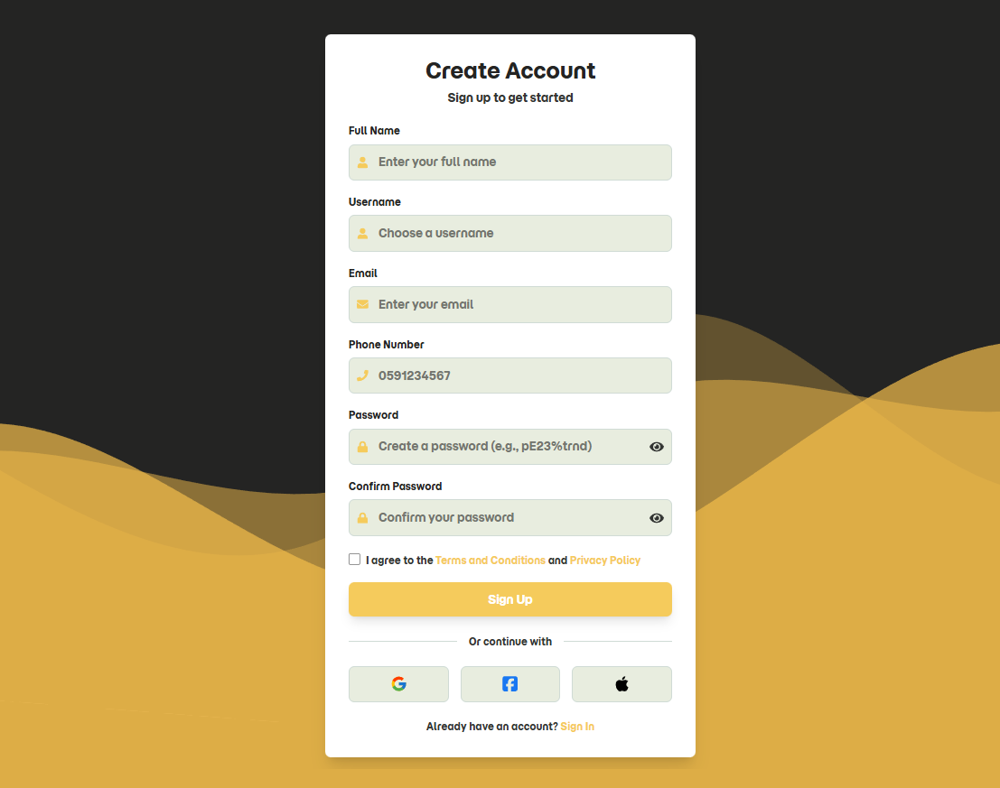 Create Account
Sign up to get started
Full Name
Enter your full name
Username
Choose a username
Email
Enter your email
Phone Number
0591234567
Password
Create a password (e.g., pE23%trnd)
Confirm Password
Confirm your password
I agree to the Terms and Conditions and Privacy Policy
Sign Up
Or continue with
Already have an account? Sign In